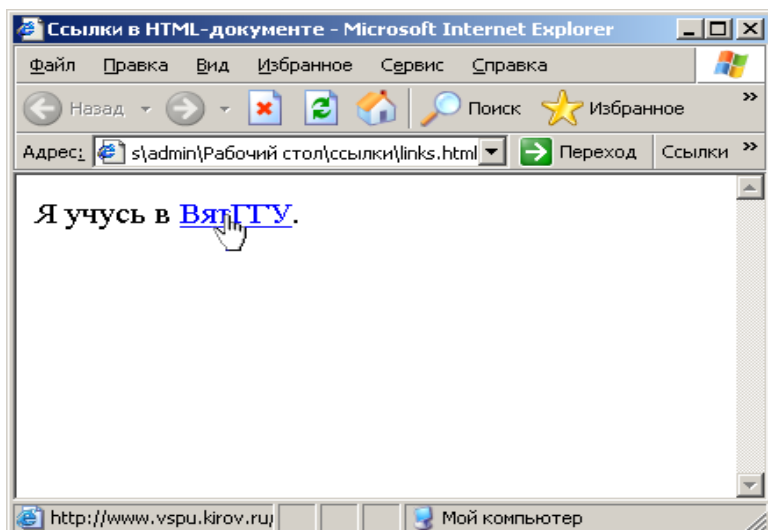 Ссылки в HTML-документе - Microsoft Internet Explorer
Файл Правка Вид Избранное Сервис Справка
Назад Поиск Избранное »
Адрес: s\admin\Рабочий стол\ссылки\links.html Переход Ссылки »
Я учусь в ВятГГУ.
http://www.vspu.kirov.ru/ Мой компьютер